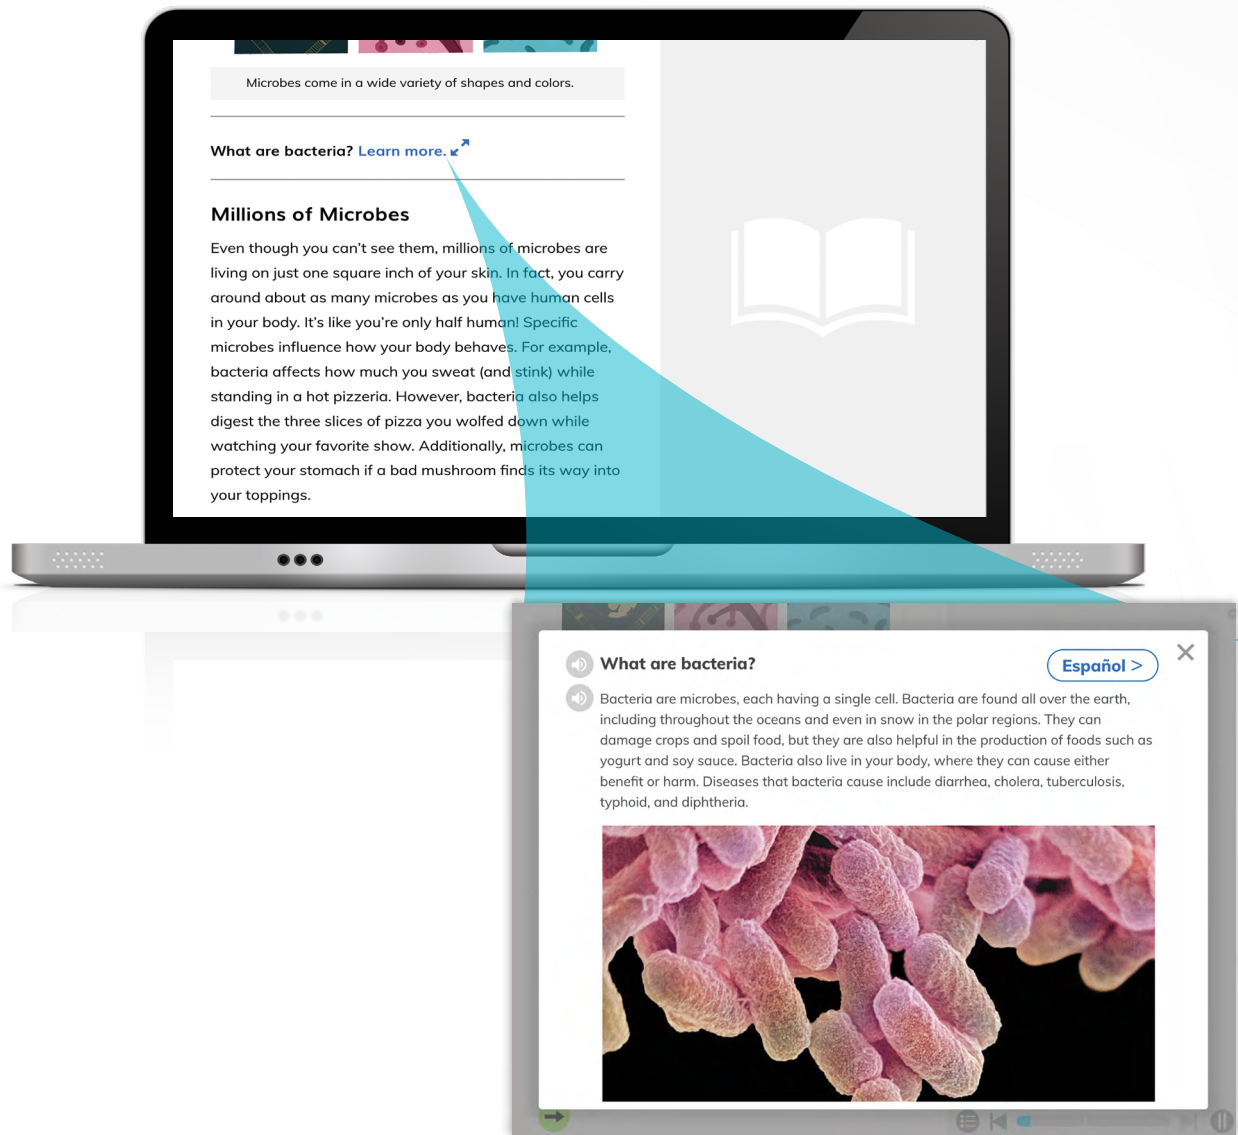 Microbes come in a wide variety of shapes and colors.
What are bacteria? Learn more.
Millions of Microbes
Even though you can't see them, millions of microbes are
living on just one square inch of your skin. In fact, you carry
around about as many microbes as you have human cells
in your body. It's like you're only half human! Specific
microbes influence how your body behaves. For example,
bacteria affects how much you sweat (and stink) while
standing in a hot pizzeria. However, bacteria also helps
digest the three slices of pizza you wolfed down while
watching your favorite show. Additionally, microbes can
protect your stomach if a bad mushroom finds its way into
your toppings.
What are bacteria?
Español >
Bacteria are microbes, each having a single cell. Bacteria are found all over the earth,
including throughout the oceans and even in snow in the polar regions. They can
damage crops and spoil food, but they are also helpful in the production of foods such as
yogurt and soy sauce. Bacteria also live in your body, where they can cause either
benefit or harm. Diseases that bacteria cause include diarrhea, cholera, tuberculosis,
typhoid, and diphtheria.